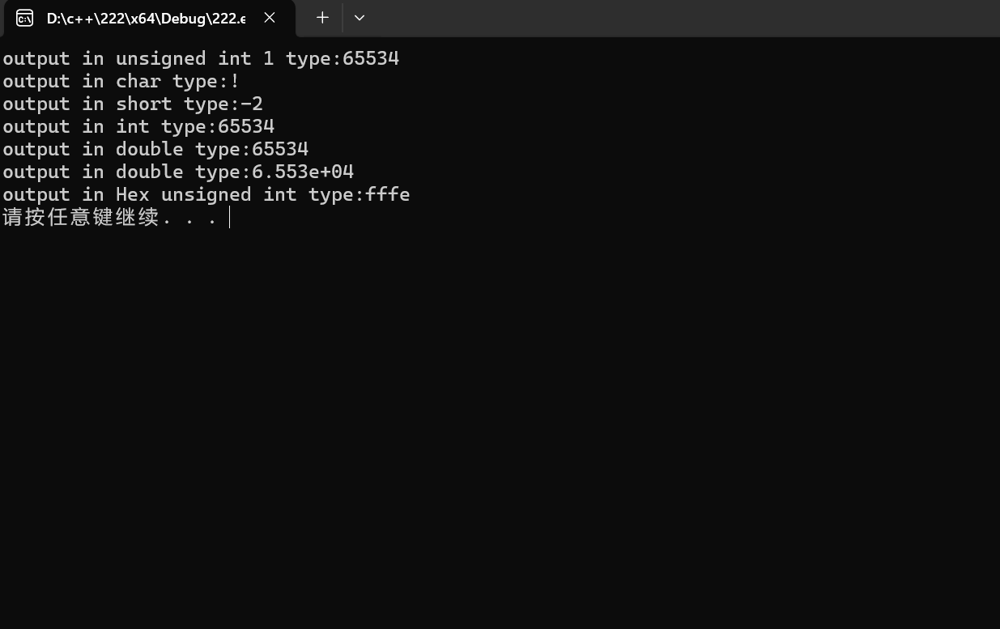 D:\c++\222\x64\Debug\222.e
output in unsigned int 1 type:65534
output in char type:!
output in short type:-2
output in int type:65534
output in double type:65534
output in double type:6.553e+04
output in Hex unsigned int type:fffe
请按任意键继续. . .